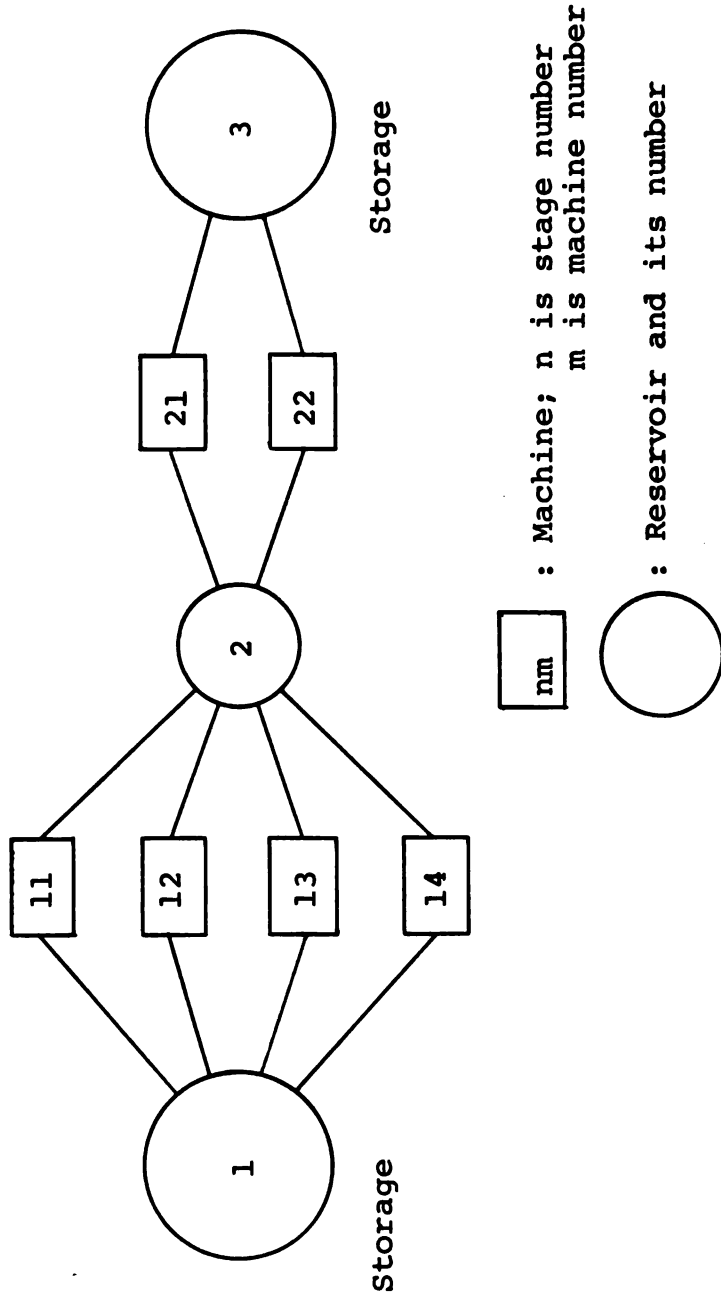 11
21
12
22
13
14
1
2
3
Storage
Storage
nm : Machine; n is stage number
m is machine number
: Reservoir and its number